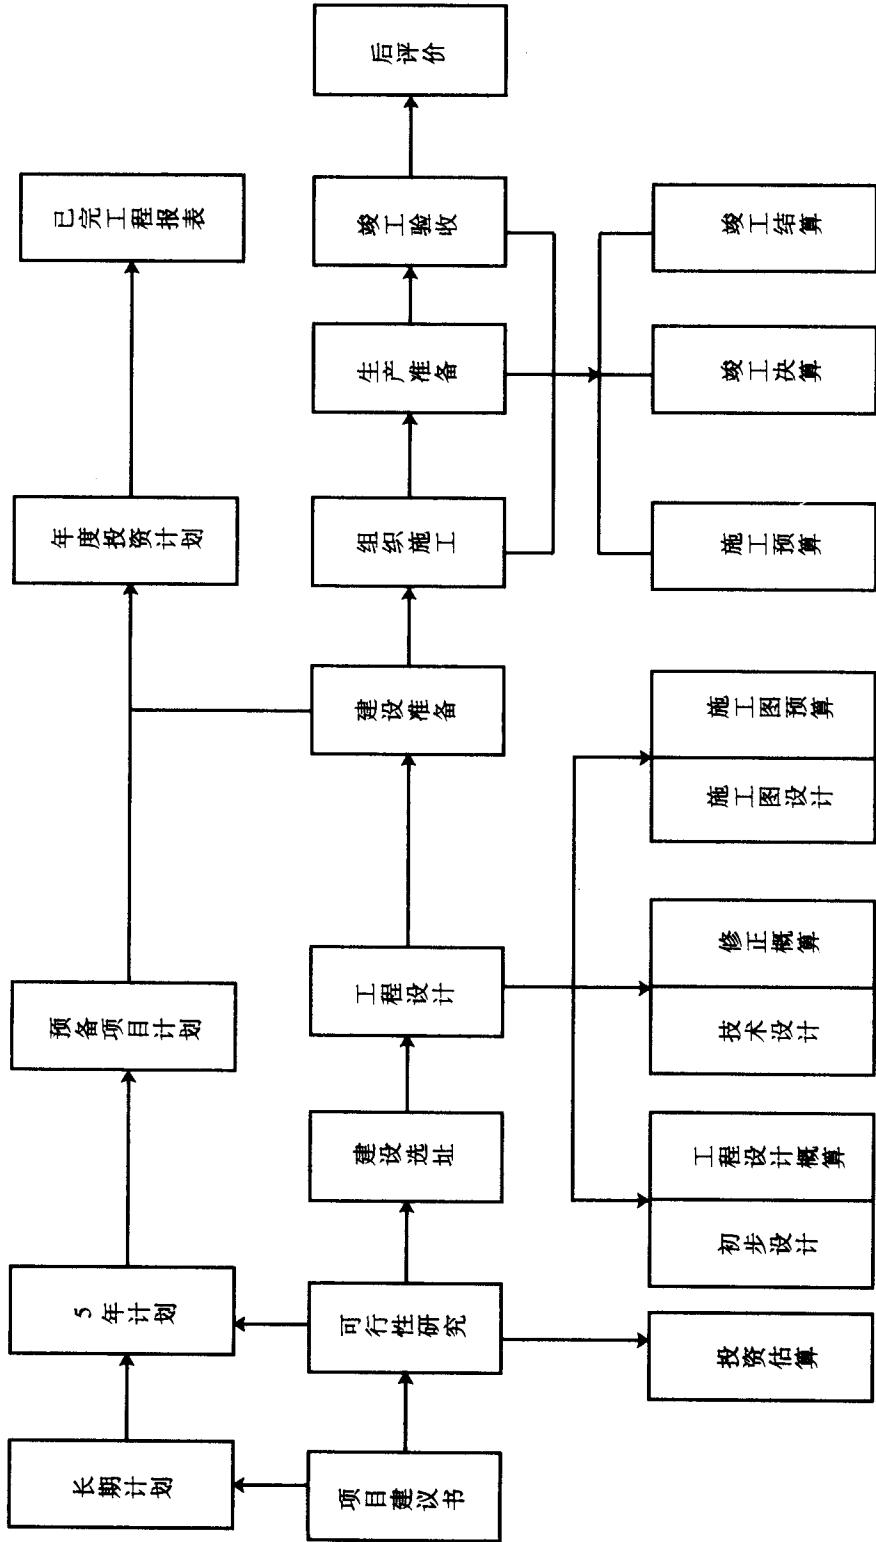 长期计划
5年计划
预备项目计划
年度投资计划
已完工程报表
项目建议书
可行性研究
建设选址
工程设计
建设准备
组织施工
生产准备
竣工验收
后评价
投资估算
初步设计
工程设计概算
技术设计
修正概算
施工图设计
施工图预算
施工预算
竣工决算
竣工结算